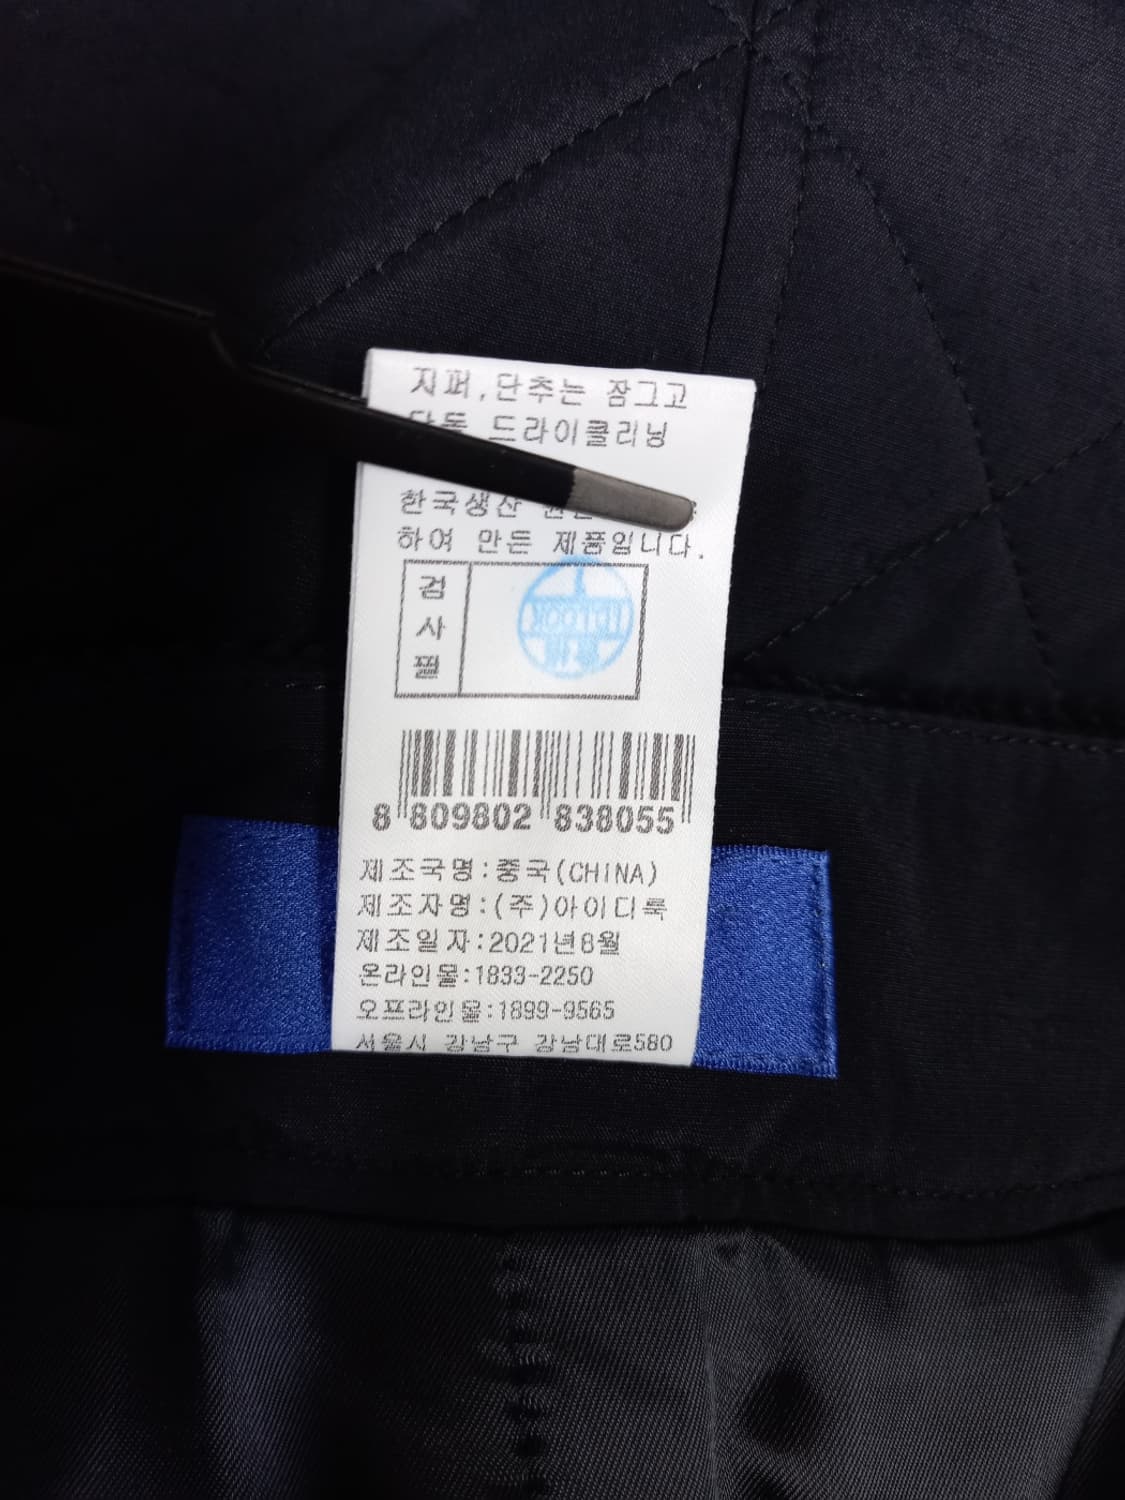 지퍼,단추는 잠그고
단독 드라이클리닝
한국생산
하여 만든 제품입니다.
검
사
필
IDLOOK
8 809802 838055
제조국명:중국(CHINA)
제조자명:(주)아이디룩
제조일자:2021년8월
온라인몰:1833-2250
오프라인몰:1899-9565
서울시 강남구 강남대로580